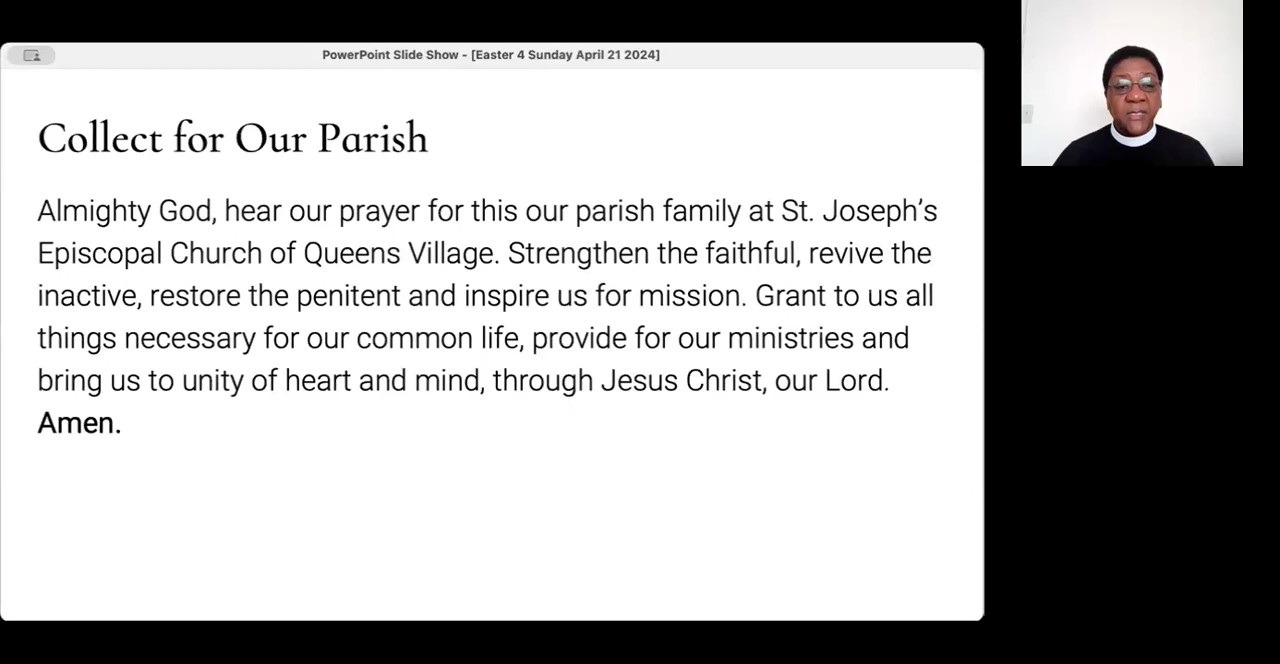 PowerPoint Slide Show - [Easter 4 Sunday April 21 2024]
Collect for Our Parish
Almighty God, hear our prayer for this our parish family at St. Joseph’s
Episcopal Church of Queens Village. Strengthen the faithful, revive the
inactive, restore the penitent and inspire us for mission. Grant to us all
things necessary for our common life, provide for our ministries and
bring us to unity of heart and mind, through Jesus Christ, our Lord.
Amen.